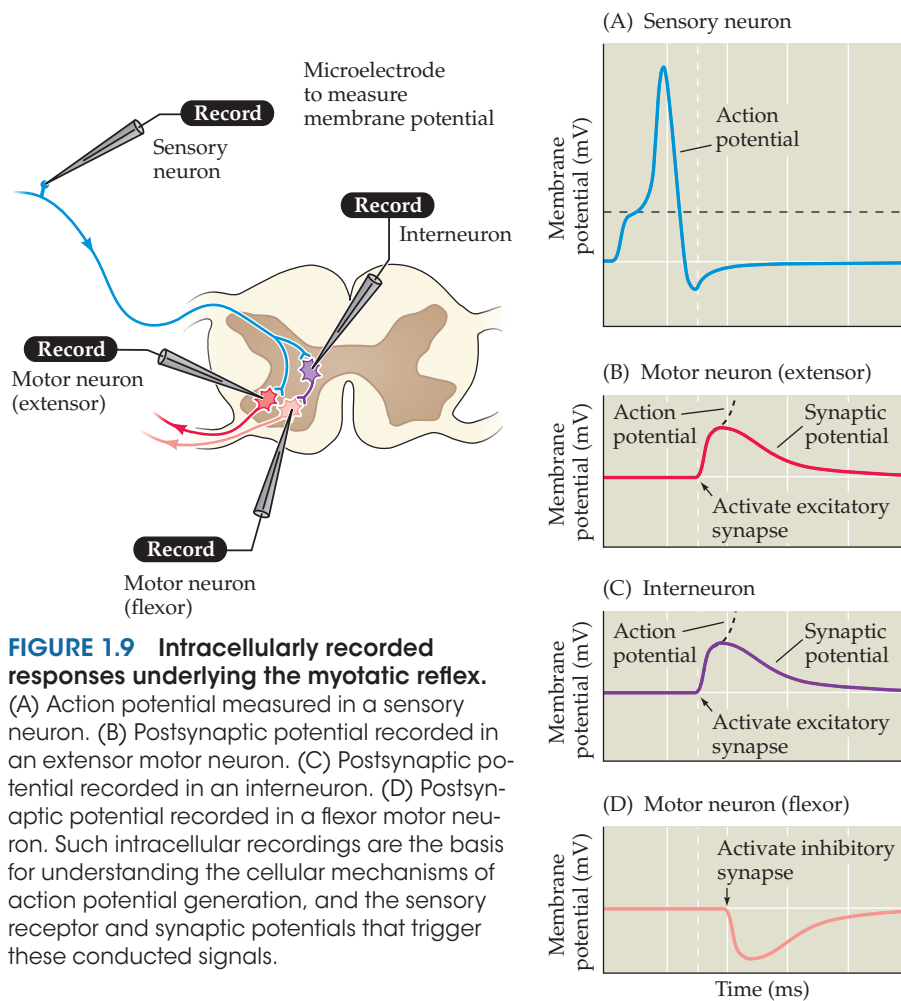 Microelectrode
to measure
membrane potential
Record
Sensory
neuron
Record
Interneuron
Record
Motor neuron
(extensor)
Record
Motor neuron
(flexor)
FIGURE 1.9 Intracellularly recorded
responses underlying the myotatic reflex.
(A) Action potential measured in a sensory
neuron. (B) Postsynaptic potential recorded in
an extensor motor neuron. (C) Postsynaptic po-
tential recorded in an interneuron. (D) Postsyn-
aptic potential recorded in a flexor motor neu-
ron. Such intracellular recordings are the basis
for understanding the cellular mechanisms of
action potential generation, and the sensory
receptor and synaptic potentials that trigger
these conducted signals.
(A) Sensory neuron
Membrane
potential (mV)
Action
potential
(B) Motor neuron (extensor)
Membrane
potential (mV)
Action
potential
Synaptic
potential
Activate excitatory
synapse
(C) Interneuron
Membrane
potential (mV)
Action
potential
Synaptic
potential
Activate excitatory
synapse
(D) Motor neuron (flexor)
Membrane
potential (mV)
Activate inhibitory
synapse
Time (ms)